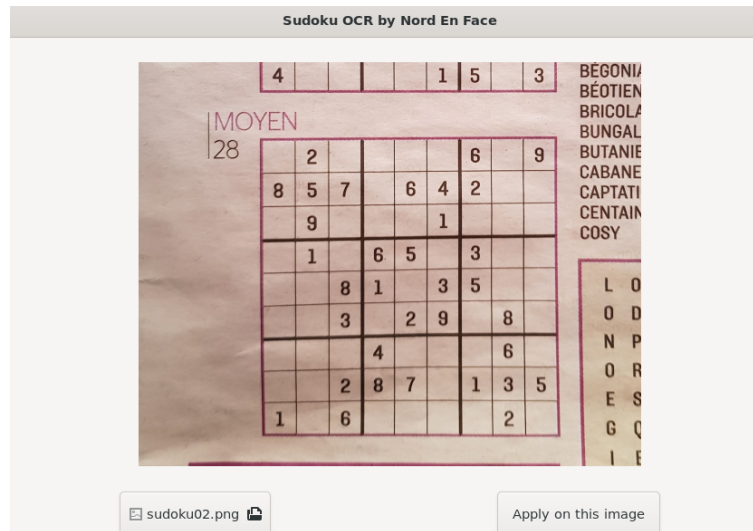 Sudoku OCR by Nord En Face
4 1 5 3
MOYEN
28
2 6 9
8 5 7 6 4 2
9 1
1 6 5 3
8 1 3 5
3 2 9 8
4 6
2 8 7 1 3 5
1 6 2
BÉGONIA
BÉOTIEN
BRICOLA
BUNGAL
BUTANIE
CABANE
CAPTATI
CENTAIN
COSY
L O
O D
N P
O R
E S
G Q
I E
sudoku02.png
Apply on this image